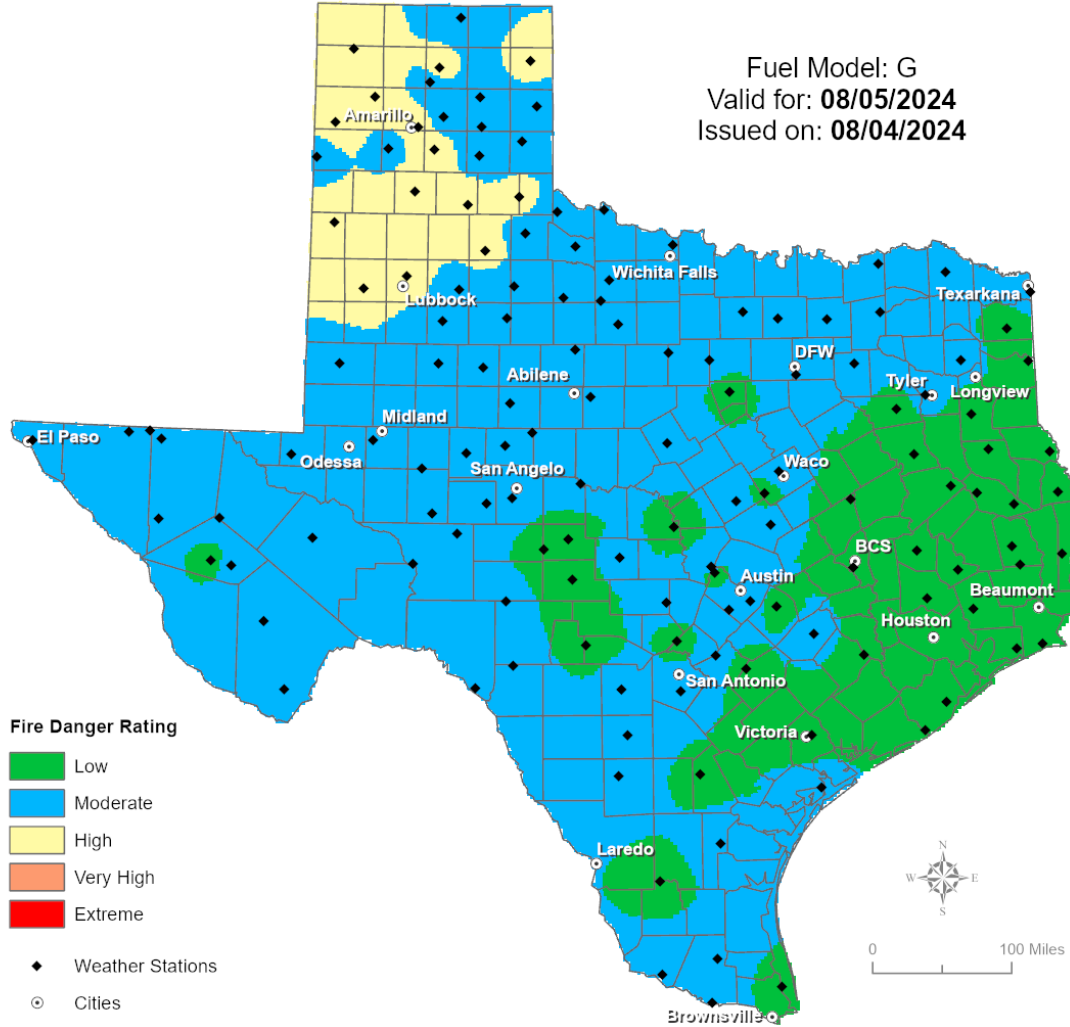 Fuel Model: G
Valid for: 08/05/2024
Issued on: 08/04/2024
Amarillo
Wichita Falls
Lubbock
Texarkana
DFW
Abilene
Tyler
Longview
Midland
El Paso
Odessa
San Angelo
Waco
BCS
Austin
Beaumont
Houston
San Antonio
Victoria
Laredo
Brownsville
Fire Danger Rating
Low
Moderate
High
Very High
Extreme
Weather Stations
Cities
N
W E
S
0 100 Miles